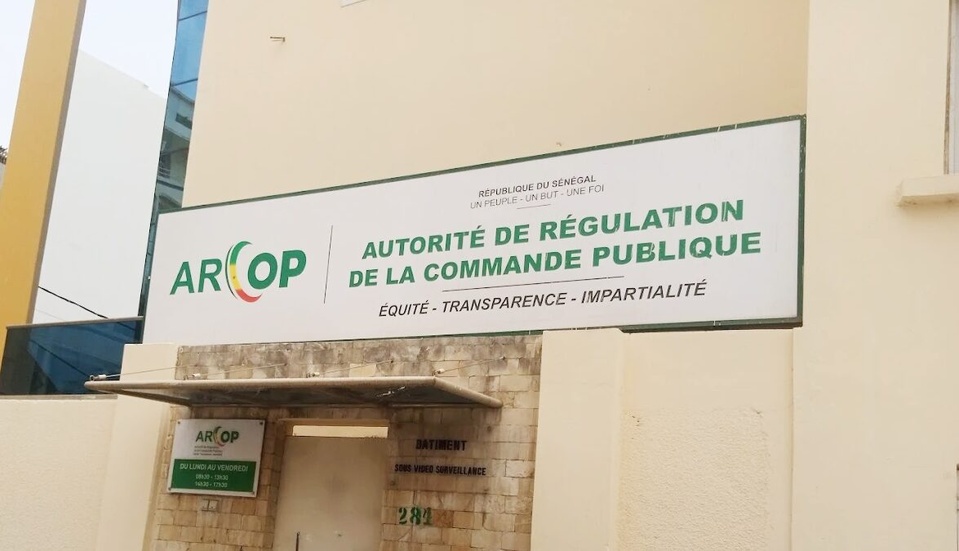 RÉPUBLIQUE DU SÉNÉGAL
UN PEUPLE - UN BUT - UNE FOI
ARCOP
AUTORITÉ DE RÉGULATION
DE LA COMMANDE PUBLIQUE
ÉQUITÉ - TRANSPARENCE - IMPARTIALITÉ
ARCOP
DU LUNDI AU VENDREDI
BATIMENT
SOUS VIDEO SURVEILLANCE
284